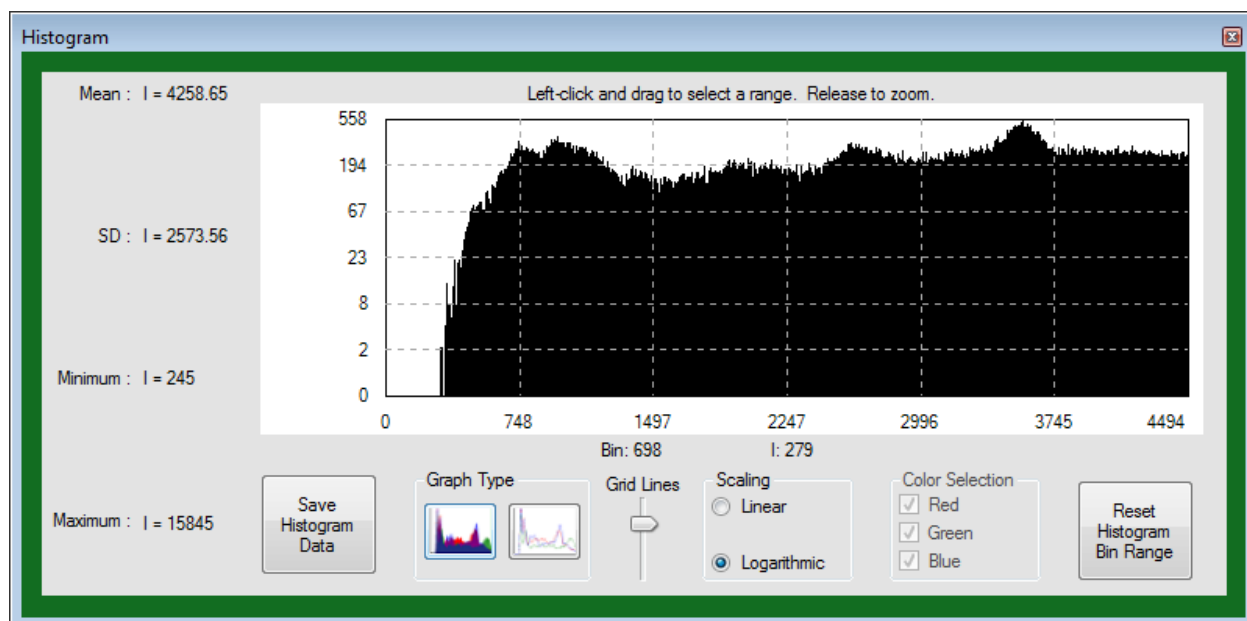 Histogram
Mean : I = 4258.65
Left-click and drag to select a range. Release to zoom.
558
194
67
23
8
2
0
0 748 1497 2247 2996 3745 4494
SD : I = 2573.56
Minimum : I = 245
Maximum : I = 15845
Bin: 698 I: 279
Save
Histogram
Data
Graph Type
Grid Lines
Scaling
Linear
Logarithmic
Color Selection
Red
Green
Blue
Reset
Histogram
Bin Range